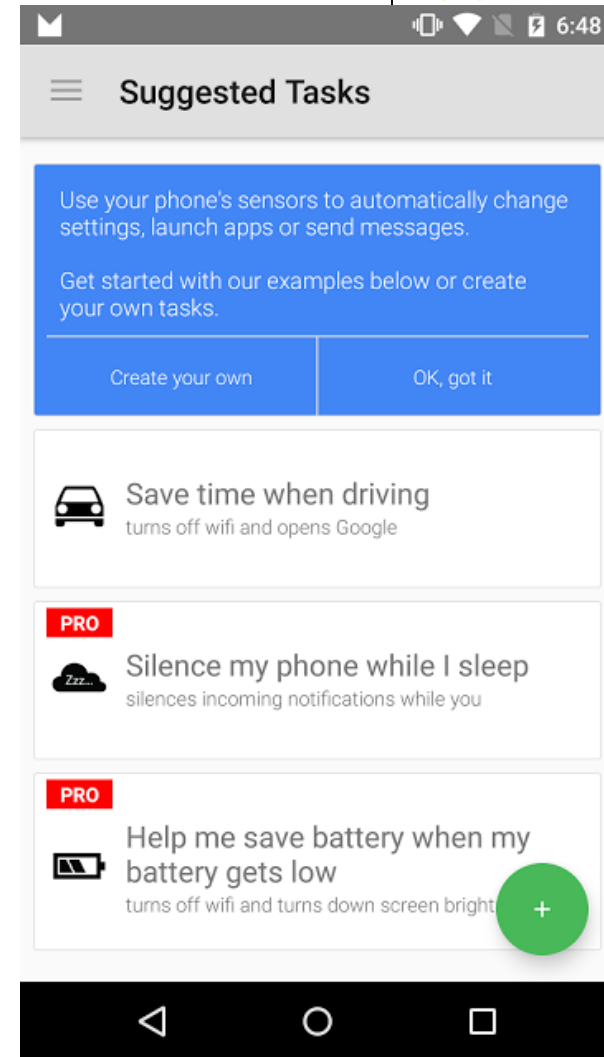 6:48
Suggested Tasks
Use your phone's sensors to automatically change
settings, launch apps or send messages.
Get started with our examples below or create
your own tasks.
Create your own
OK, got it
Save time when driving
turns off wifi and opens Google
PRO
Zzz...
Silence my phone while I sleep
silences incoming notifications while you
PRO
Help me save battery when my
battery gets low
turns off wifi and turns down screen bright
+